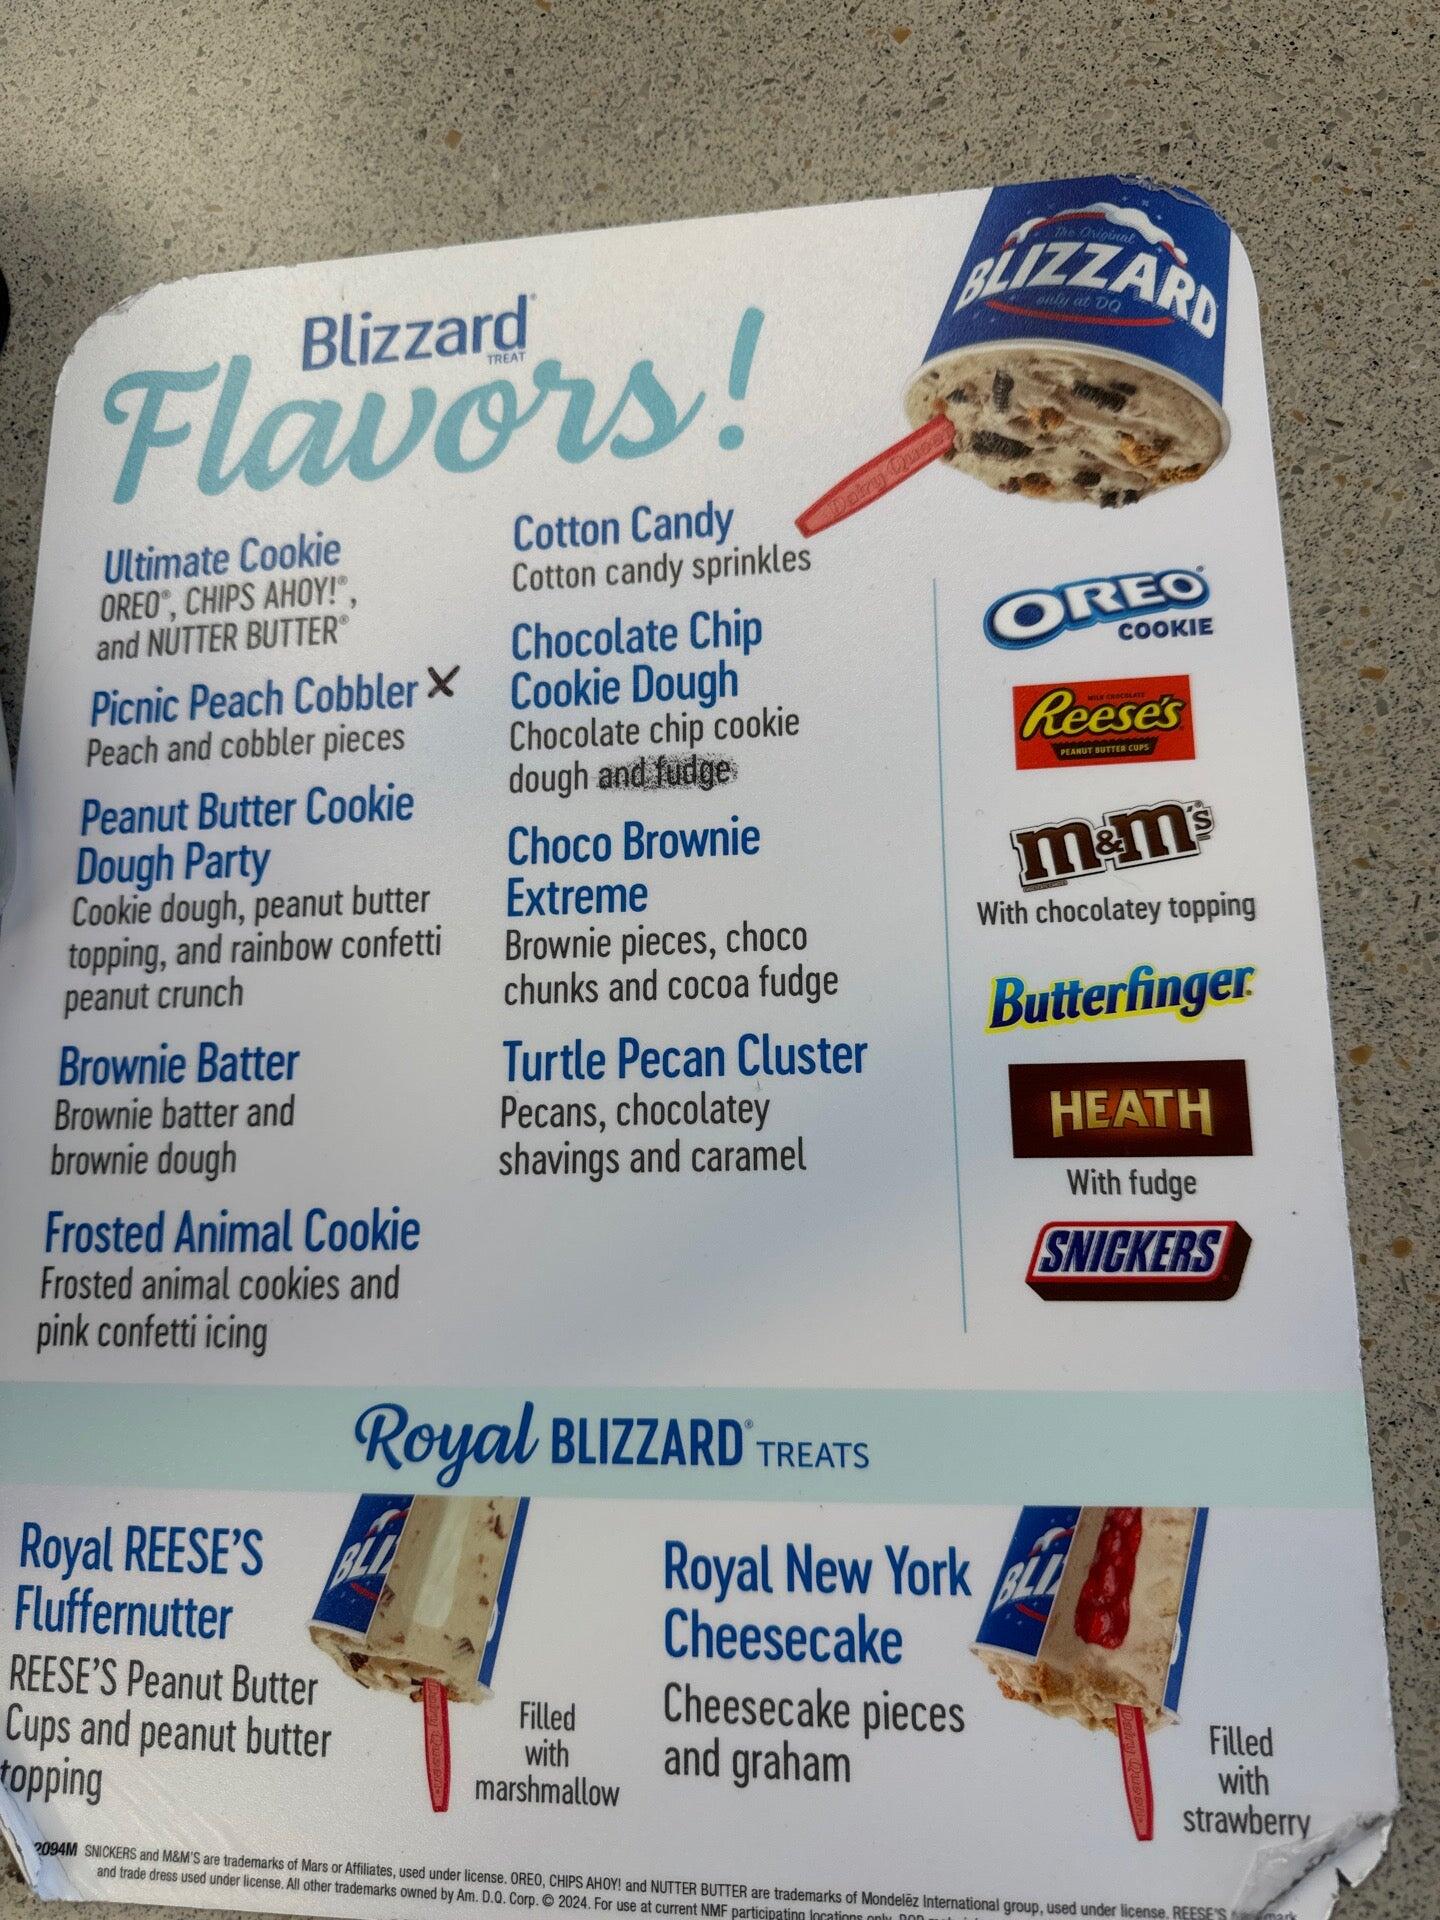 Blizzard®
TREAT
Flavors!
The Original
BLIZZARD
only at DQ
Dairy Queen
Ultimate Cookie
OREO®, CHIPS AHOY!®,
and NUTTER BUTTER®
Picnic Peach Cobbler X
Peach and cobbler pieces
Peanut Butter Cookie
Dough Party
Cookie dough, peanut butter
topping, and rainbow confetti
peanut crunch
Brownie Batter
Brownie batter and
brownie dough
Frosted Animal Cookie
Frosted animal cookies and
pink confetti icing
Cotton Candy
Cotton candy sprinkles
Chocolate Chip
Cookie Dough
Chocolate chip cookie
dough and fudge
Choco Brownie
Extreme
Brownie pieces, choco
chunks and cocoa fudge
Turtle Pecan Cluster
Pecans, chocolatey
shavings and caramel
OREO®
COOKIE
MILK CHOCOLATE
Reese's
PEANUT BUTTER CUPS
m&m's
With chocolatey topping
Butterfinger
HEATH
With fudge
SNICKERS
Royal BLIZZARD® TREATS
Royal REESE'S
Fluffernutter
REESE'S Peanut Butter
Cups and peanut butter
topping
BLI
Dairy Queen
Filled
with
marshmallow
Royal New York
Cheesecake
Cheesecake pieces
and graham
BLI
Dairy Queen
Filled
with
strawberry
2094M SNICKERS and M&M'S are trademarks of Mars or Affiliates, used under license. OREO, CHIPS AHOY! and NUTTER BUTTER are trademarks of Mondelēz International group, used under license. REESE'S
and trade dress used under license. All other trademarks owned by Am. D.Q. Corp. © 2024. For use at current NMF participating locations only.